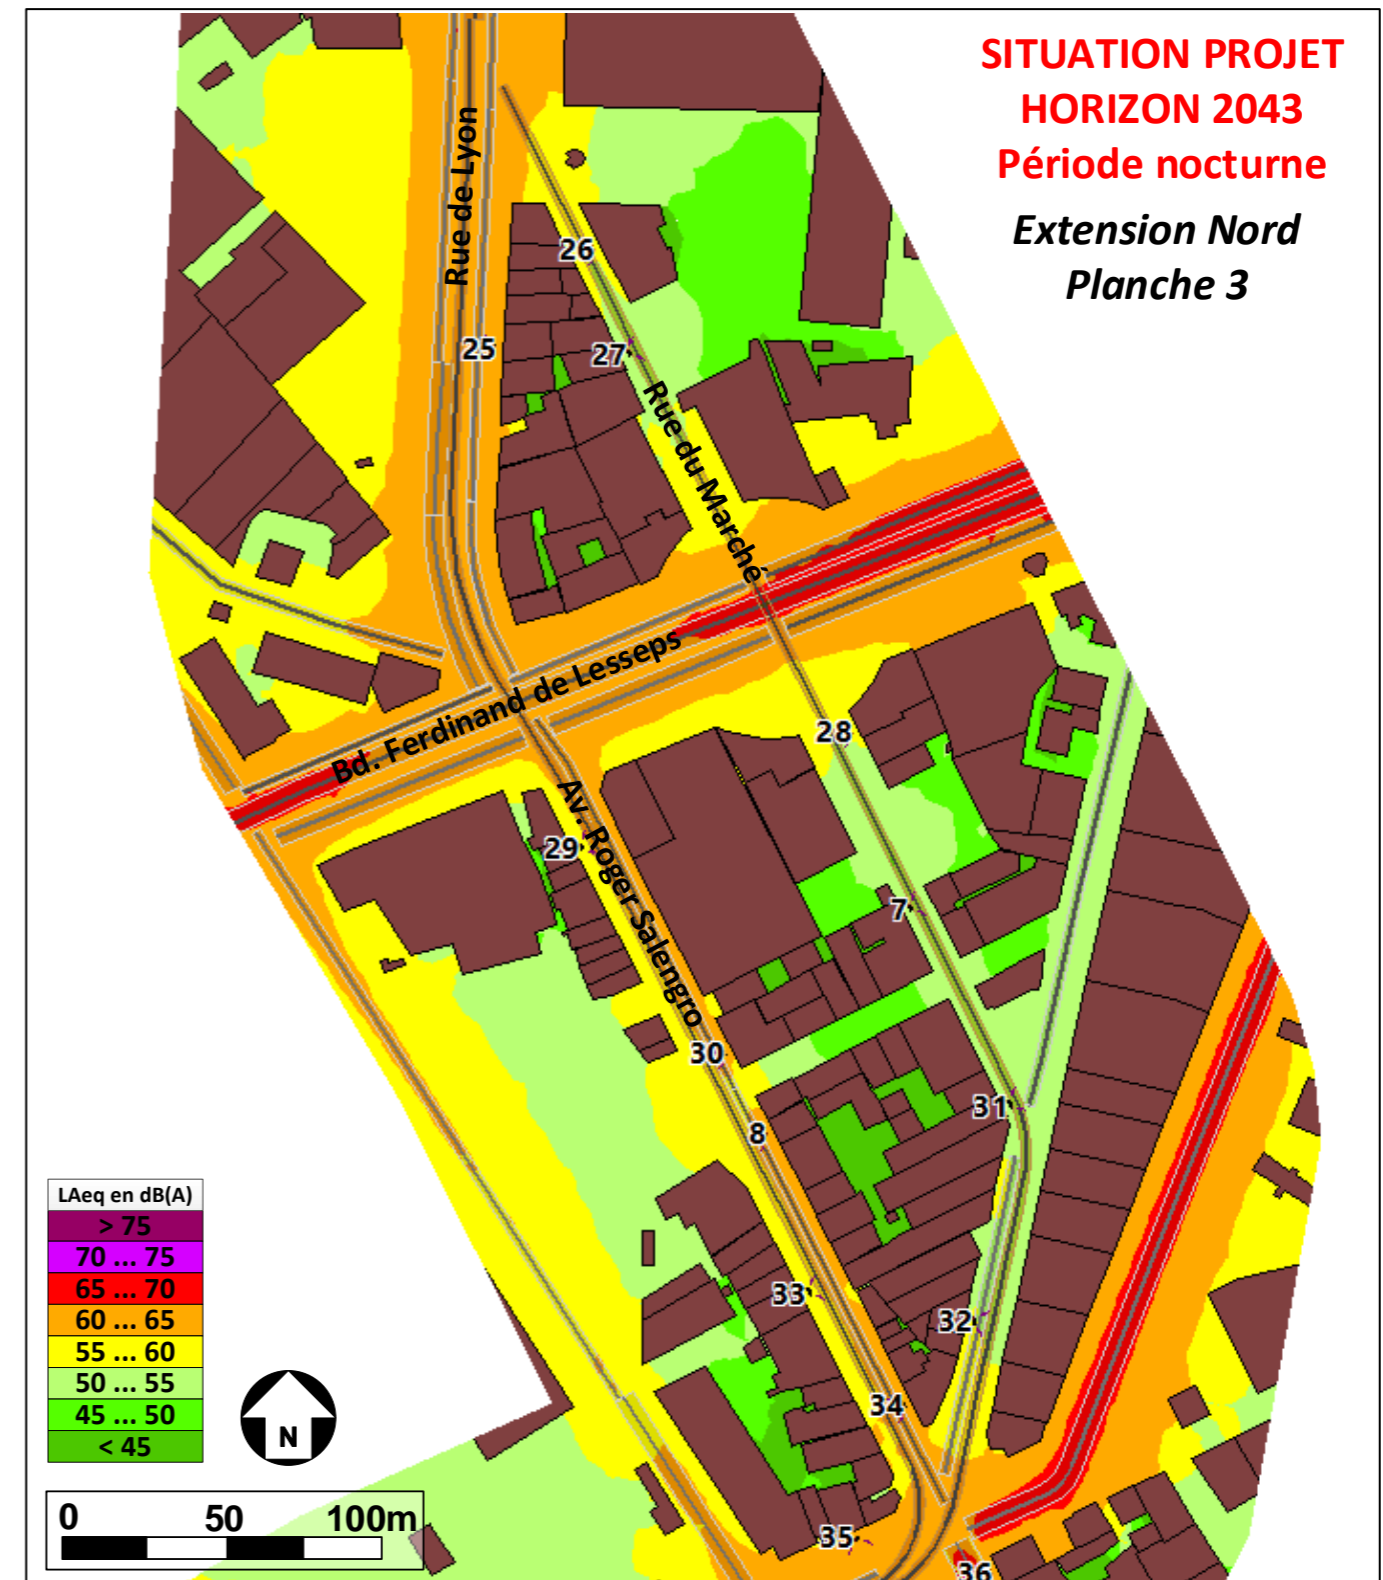 SITUATION PROJET
HORIZON 2043
Période nocturne
Extension Nord
Planche 3
Rue de Lyon
26
25
27
Rue du Marché
Bd. Ferdinand de Lesseps
28
Av. Roger Salengro
29
7
30
31
8
33
32
34
35
36
LAeq en dB(A)
> 75
70 ... 75
65 ... 70
60 ... 65
55 ... 60
50 ... 55
45 ... 50
< 45
N
0 50 100m